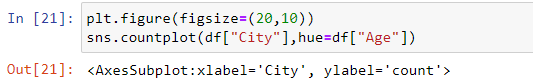 In [21]: plt.figure(figsize=(20,10))
sns.countplot(df["City"],hue=df["Age"])
Out[21]: <AxesSubplot:xlabel='City', ylabel='count'>